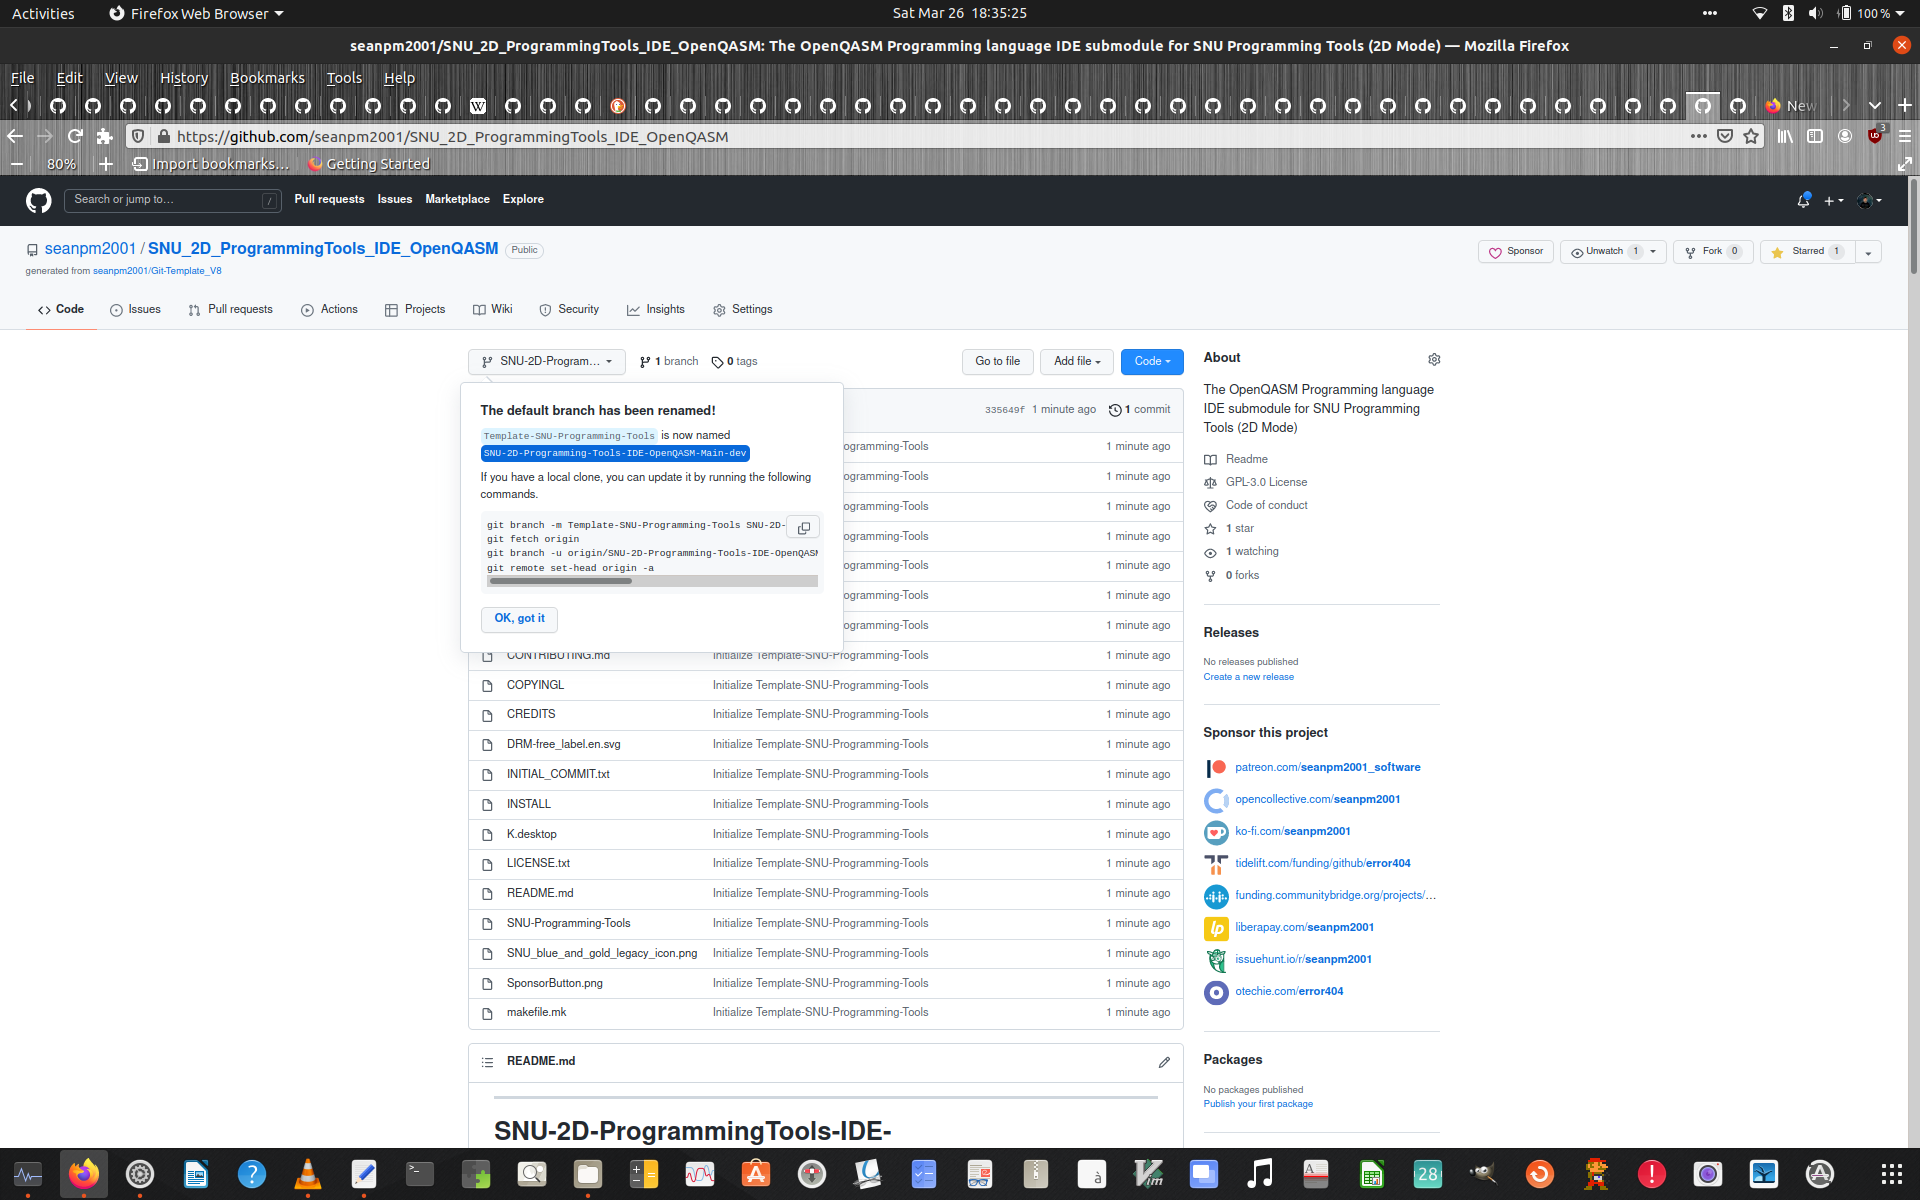 Activities
Firefox Web Browser
Sat Mar 26  18:35:25
100 %
seanpm2001/SNU_2D_ProgrammingTools_IDE_OpenQASM: The OpenQASM Programming language IDE submodule for SNU Programming Tools (2D Mode) — Mozilla Firefox
File Edit View History Bookmarks Tools Help
W
New
https://github.com/seanpm2001/SNU_2D_ProgrammingTools_IDE_OpenQASM
3
80%
Import bookmarks...
Getting Started
Search or jump to...
/
Pull requests Issues Marketplace Explore
seanpm2001 / SNU_2D_ProgrammingTools_IDE_OpenQASM Public
generated from seanpm2001/Git-Template_V8
Sponsor
Unwatch 1
Fork 0
Starred 1
Code Issues Pull requests Actions Projects Wiki Security Insights Settings
SNU-2D-Program...
1 branch
0 tags
Go to file
Add file
Code
The default branch has been renamed!
Template-SNU-Programming-Tools is now named
SNU-2D-Programming-Tools-IDE-OpenQASM-Main-dev
If you have a local clone, you can update it by running the following
commands.
git branch -m Template-SNU-Programming-Tools SNU-2D-
git fetch origin
git branch -u origin/SNU-2D-Programming-Tools-IDE-OpenQASM
git remote set-head origin -a
OK, got it
335649f 1 minute ago 1 commit
ogramming-Tools 1 minute ago
ogramming-Tools 1 minute ago
ogramming-Tools 1 minute ago
ogramming-Tools 1 minute ago
ogramming-Tools 1 minute ago
ogramming-Tools 1 minute ago
ogramming-Tools 1 minute ago
CONTRIBUTING.md Initialize Template-SNU-Programming-Tools 1 minute ago
COPYINGL Initialize Template-SNU-Programming-Tools 1 minute ago
CREDITS Initialize Template-SNU-Programming-Tools 1 minute ago
DRM-free_label.en.svg Initialize Template-SNU-Programming-Tools 1 minute ago
INITIAL_COMMIT.txt Initialize Template-SNU-Programming-Tools 1 minute ago
INSTALL Initialize Template-SNU-Programming-Tools 1 minute ago
K.desktop Initialize Template-SNU-Programming-Tools 1 minute ago
LICENSE.txt Initialize Template-SNU-Programming-Tools 1 minute ago
README.md Initialize Template-SNU-Programming-Tools 1 minute ago
SNU-Programming-Tools Initialize Template-SNU-Programming-Tools 1 minute ago
SNU_blue_and_gold_legacy_icon.png Initialize Template-SNU-Programming-Tools 1 minute ago
SponsorButton.png Initialize Template-SNU-Programming-Tools 1 minute ago
makefile.mk Initialize Template-SNU-Programming-Tools 1 minute ago
README.md
SNU-2D-ProgrammingTools-IDE-
About
The OpenQASM Programming language
IDE submodule for SNU Programming
Tools (2D Mode)
Readme
GPL-3.0 License
Code of conduct
1 star
1 watching
0 forks
Releases
No releases published
Create a new release
Sponsor this project
patreon.com/seanpm2001_software
opencollective.com/seanpm2001
ko-fi.com/seanpm2001
tidelift.com/funding/github/error404
funding.communitybridge.org/projects/...
lp
liberapay.com/seanpm2001
issuehunt.io/r/seanpm2001
otechie.com/error404
Packages
No packages published
Publish your first package
28